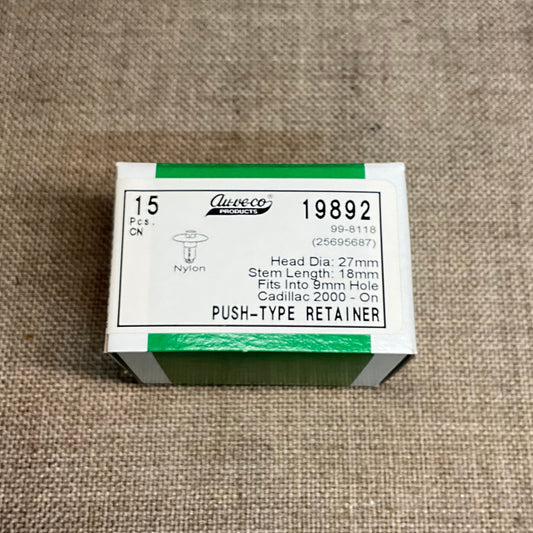 15
Pcs.
CN
Nylon
au-ve-co
PRODUCTS
19892
99-8118
(25695687)
Head Dia: 27mm
Stem Length: 18mm
Fits Into 9mm Hole
Cadillac 2000 - On
PUSH-TYPE RETAINER